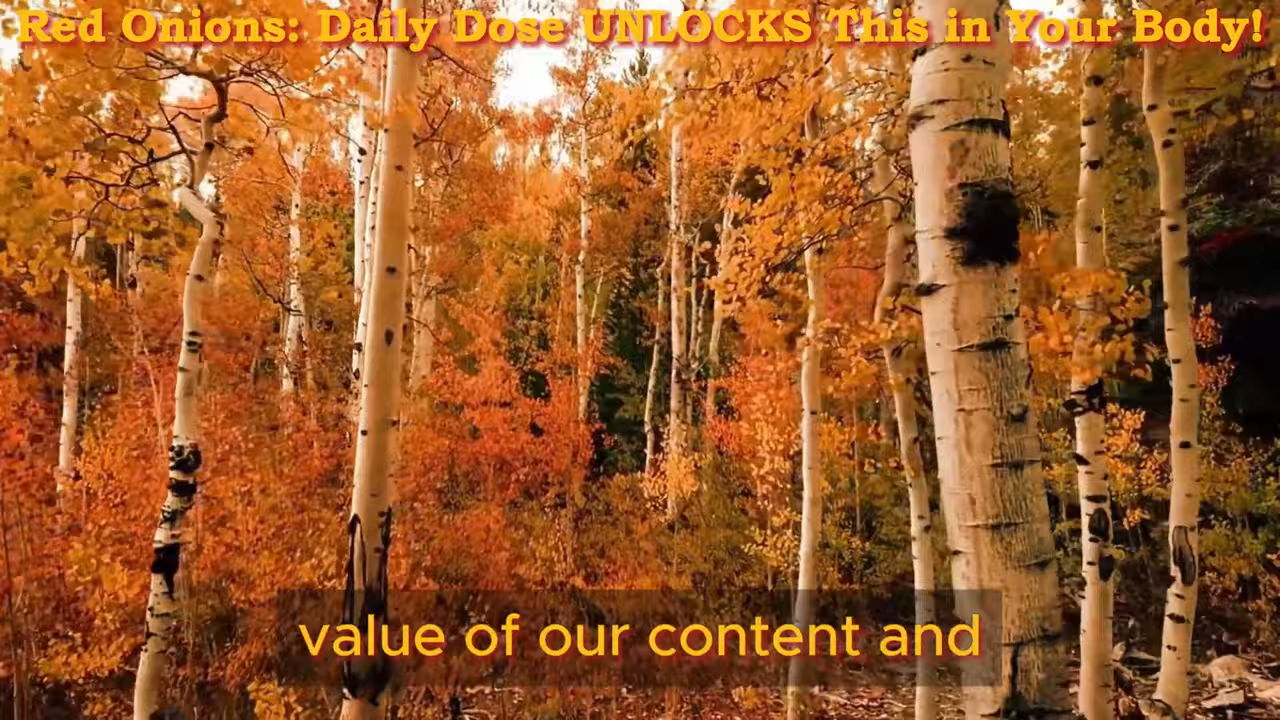 Red Onions: Daily Dose UNLOCKS This in Your Body!
value of our content and